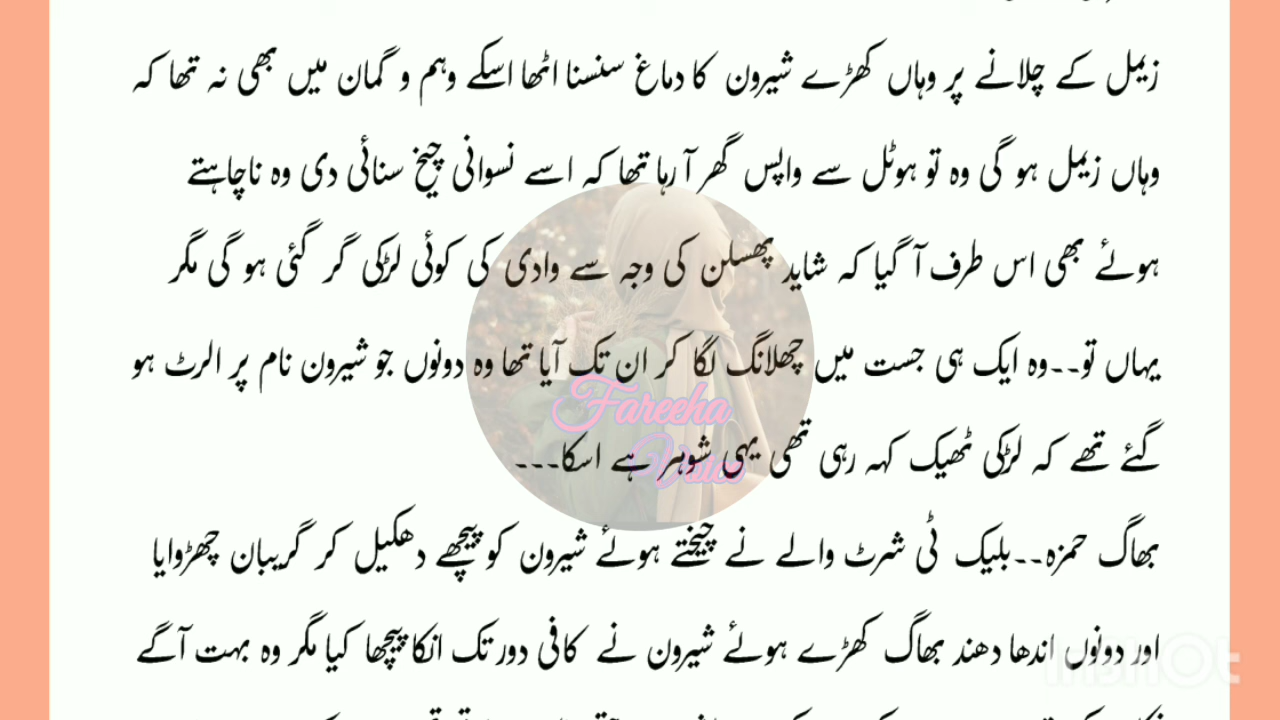 زیمل کے چلانے پر وہاں کھڑے شیرون کا دماغ سنسنا اٹھا اسکے وہم و گمان میں بھی نہ تھا کہ
وہاں زیمل ہو گی وہ تو ہوٹل سے واپس گھر آ رہا تھا کہ اسے نسوانی چیخ سنائی دی وہ ناچاہتے
ہوئے بھی اس طرف آ گیا کہ شاید پھسلن کی وجہ سے وادی کی کوئی لڑکی گر گئی ہو گی مگر
یہاں تو۔۔وہ ایک ہی جست میں چھلانگ لگا کر ان تک آیا تھا وہ دونوں جو شیرون نام پر الرٹ ہو
گئے تھے کہ لڑکی ٹھیک کہہ رہی تھی یہی شوہر ہے اسکا۔۔۔
Fareeha
Voice
بھاگ حمزہ۔۔بلیک ٹی شرٹ والے نے چیختے ہوئے شیرون کو پیچھے دھکیل کر گریبان چھڑوایا
اور دونوں اندھا دھند بھاگ کھڑے ہوئے شیرون نے کافی دور تک انکا پیچھا کیا مگر وہ بہت آگے
InShOt